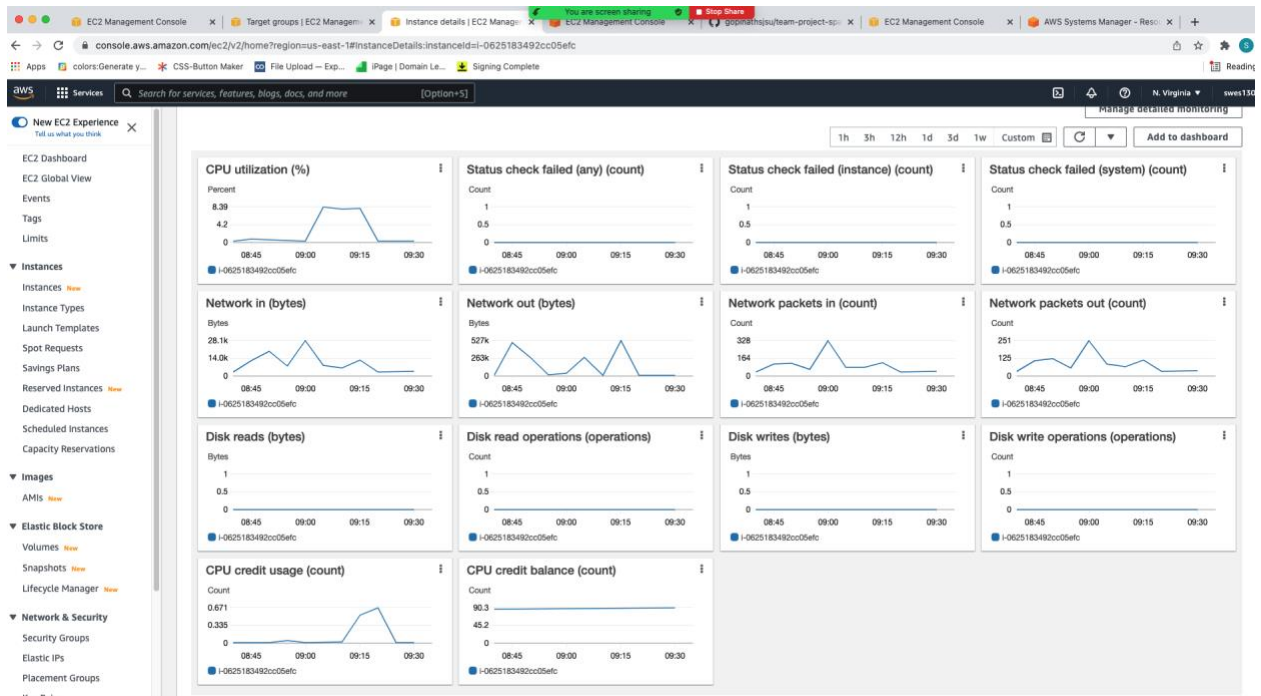 You are screen sharing Stop Share
EC2 Management Console
Target groups | EC2 Managem
Instance details | EC2 Manage
EC2 Management Console
gopinathsjsu/team-project-spa
EC2 Management Console
AWS Systems Manager - Reso
console.aws.amazon.com/ec2/v2/home?region=us-east-1#InstanceDetails:instanceId=i-0625183492cc05efc
Apps colors:Generate y... CSS-Button Maker File Upload — Exp... iPage | Domain Le... Signing Complete Reading
aws Services Search for services, features, blogs, docs, and more [Option+S] N. Virginia ▼ swes130
New EC2 Experience
Tell us what you think
EC2 Dashboard
EC2 Global View
Events
Tags
Limits
Instances
Instances New
Instance Types
Launch Templates
Spot Requests
Savings Plans
Reserved Instances New
Dedicated Hosts
Scheduled Instances
Capacity Reservations
Images
AMIs New
Elastic Block Store
Volumes New
Snapshots New
Lifecycle Manager New
Network & Security
Security Groups
Elastic IPs
Placement Groups
Manage detailed monitoring
1h 3h 12h 1d 3d 1w Custom Add to dashboard
CPU utilization (%)
Percent
8.39
4.2
0
08:45 09:00 09:15 09:30
i-0625183492cc05efc
Status check failed (any) (count)
Count
1
0.5
0
08:45 09:00 09:15 09:30
i-0625183492cc05efc
Status check failed (instance) (count)
Count
1
0.5
0
08:45 09:00 09:15 09:30
i-0625183492cc05efc
Status check failed (system) (count)
Count
1
0.5
0
08:45 09:00 09:15 09:30
i-0625183492cc05efc
Network in (bytes)
Bytes
28.1k
14.0k
0
08:45 09:00 09:15 09:30
i-0625183492cc05efc
Network out (bytes)
Bytes
527k
263k
0
08:45 09:00 09:15 09:30
i-0625183492cc05efc
Network packets in (count)
Count
328
164
0
08:45 09:00 09:15 09:30
i-0625183492cc05efc
Network packets out (count)
Count
251
125
0
08:45 09:00 09:15 09:30
i-0625183492cc05efc
Disk reads (bytes)
Bytes
1
0.5
0
08:45 09:00 09:15 09:30
i-0625183492cc05efc
Disk read operations (operations)
Count
1
0.5
0
08:45 09:00 09:15 09:30
i-0625183492cc05efc
Disk writes (bytes)
Bytes
1
0.5
0
08:45 09:00 09:15 09:30
i-0625183492cc05efc
Disk write operations (operations)
Count
1
0.5
0
08:45 09:00 09:15 09:30
i-0625183492cc05efc
CPU credit usage (count)
Count
0.671
0.335
0
08:45 09:00 09:15 09:30
i-0625183492cc05efc
CPU credit balance (count)
Count
90.3
45.2
0
08:45 09:00 09:15 09:30
i-0625183492cc05efc